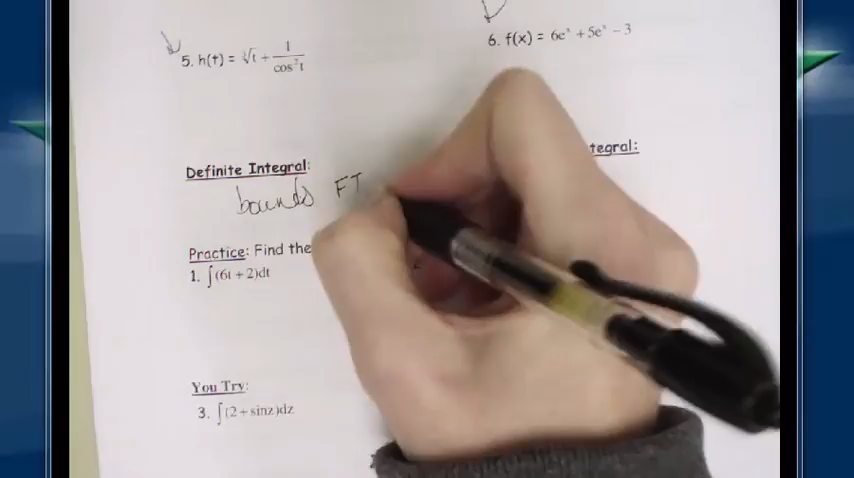 5. h(t) = ∛t + 1/cos²t
6. f(x) = 6eˣ + 5eˣ − 3
Definite Integral:
tegral:
bounds FT
Practice: Find the
1. ∫(6t + 2)dt
You Try:
3. ∫(2 + sinz)dz